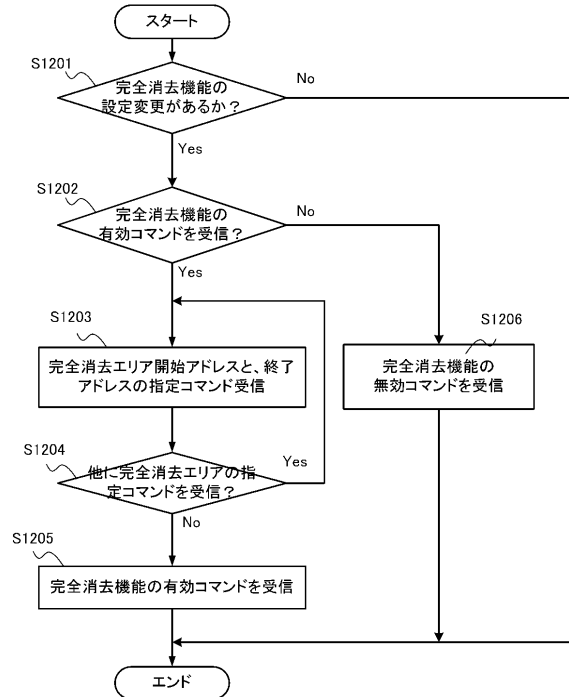 スタート
S1201
完全消去機能の
設定変更があるか？
No
Yes
S1202
完全消去機能の
有効コマンドを受信？
No
Yes
S1203
完全消去エリア開始アドレスと、終了
アドレスの指定コマンド受信
S1206
完全消去機能の
無効コマンドを受信
S1204
他に完全消去エリアの指
定コマンドを受信？
Yes
No
S1205
完全消去機能の有効コマンドを受信
エンド